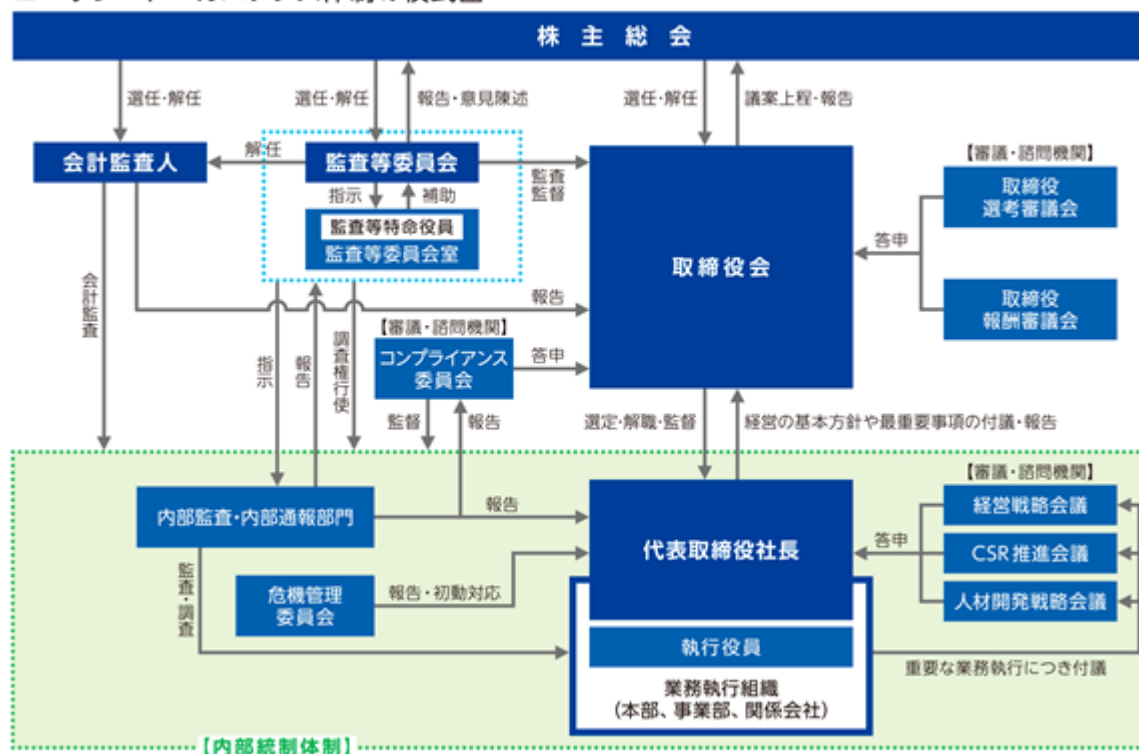 株主総会
選任・解任
選任・解任
報告・意見陳述
選任・解任
議案上程・報告
会計監査人
解任
監査等委員会
監査
監督
【審議・諮問機関】
指示
補助
監査等特命役員
監査等委員会室
取締役会
答申
取締役
選考審議会
取締役
報酬審議会
会計監査
報告
指示
報告
調査権行使
【審議・諮問機関】
コンプライアンス
委員会
答申
監督
報告
選定・解職・監督
経営の基本方針や最重要事項の付議・報告
【審議・諮問機関】
内部監査・内部通報部門
報告
代表取締役社長
答申
経営戦略会議
CSR推進会議
人材開発戦略会議
監査・調査
危機管理
委員会
報告・初動対応
執行役員
業務執行組織
(本部、事業部、関係会社)
重要な業務執行につき付議
【内部統制体制】